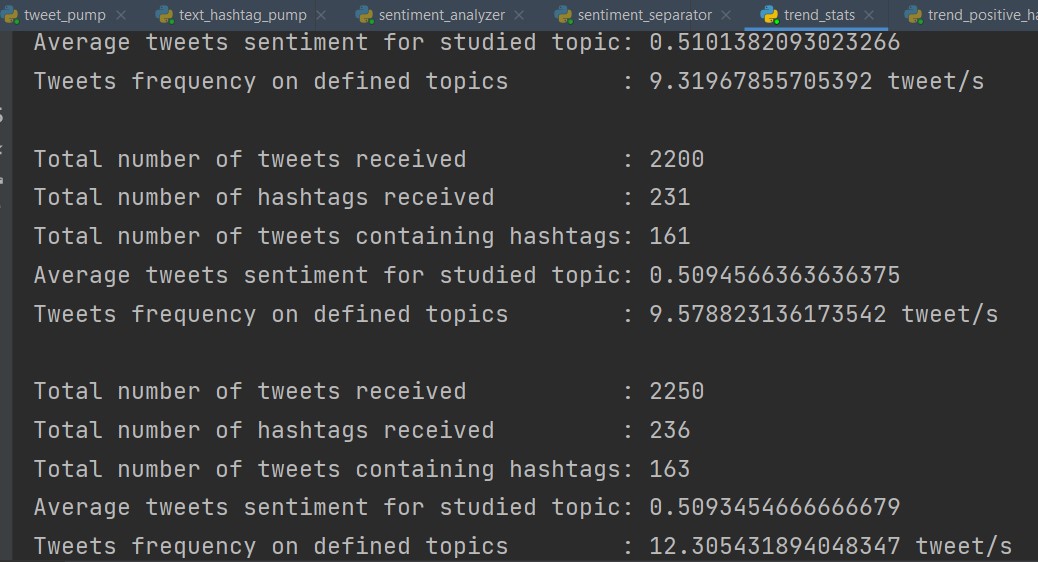 tweet_pump text_hashtag_pump sentiment_analyzer sentiment_separator trend_stats
Average tweets sentiment for studied topic: 0.5101382093023266
Tweets frequency on defined topics : 9.31967855705392 tweet/s
Total number of tweets received : 2200
Total number of hashtags received : 231
Total number of tweets containing hashtags: 161
Average tweets sentiment for studied topic: 0.5094566363636375
Tweets frequency on defined topics : 9.578823136173542 tweet/s
Total number of tweets received : 2250
Total number of hashtags received : 236
Total number of tweets containing hashtags: 163
Average tweets sentiment for studied topic: 0.5093454666666679
Tweets frequency on defined topics : 12.305431894048347 tweet/s